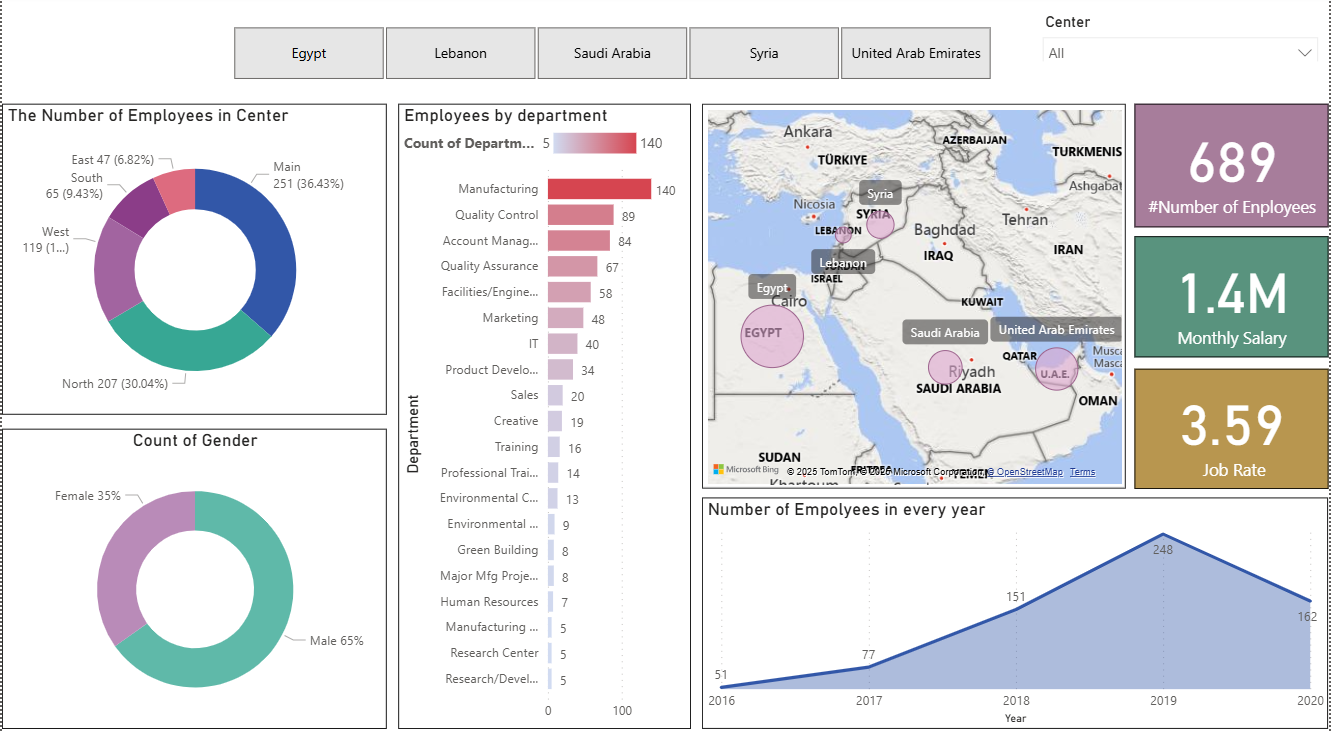 Egypt
Lebanon
Saudi Arabia
Syria
United Arab Emirates
Center
All
The Number of Employees in Center
East 47 (6.82%)
South
65 (9.43%)
West
119 (1...)
North 207 (30.04%)
Main
251 (36.43%)
Count of Gender
Female 35%
Male 65%
Employees by department
Count of Departm... 5 140
Department
Manufacturing 140
Quality Control 89
Account Manag... 84
Quality Assurance 67
Facilities/Engine... 58
Marketing 48
IT 40
Product Develo... 34
Sales 20
Creative 19
Training 16
Professional Trai... 14
Environmental C... 13
Environmental ... 9
Green Building 8
Major Mfg Proje... 8
Human Resources 7
Manufacturing ... 5
Research Center 5
Research/Devel... 5
0 100
Ankara
TÜRKIYE
AZERBAIJAN
TURKMENIS
Ashgabat
Syria
Nicosia
SYRIA
LEBANON
Tehran
Baghdad
IRAQ
IRAN
Lebanon
JORDAN
ISRAEL
Egypt
Cairo
KUWAIT
EGYPT
Saudi Arabia
United Arab Emirates
QATAR
Musca
Masca
Riyadh
U.A.E.
SAUDI ARABIA
OMAN
SUDAN
Microsoft Bing
© 2025 TomTom, © 2025 Microsoft Corporation, © OpenStreetMap Terms
ERITREA
YEMEN
Khartoum
689
#Number of Enployees
1.4M
Monthly Salary
3.59
Job Rate
Number of Empolyees in every year
51
77
151
248
162
2016 2017 2018 2019 2020
Year